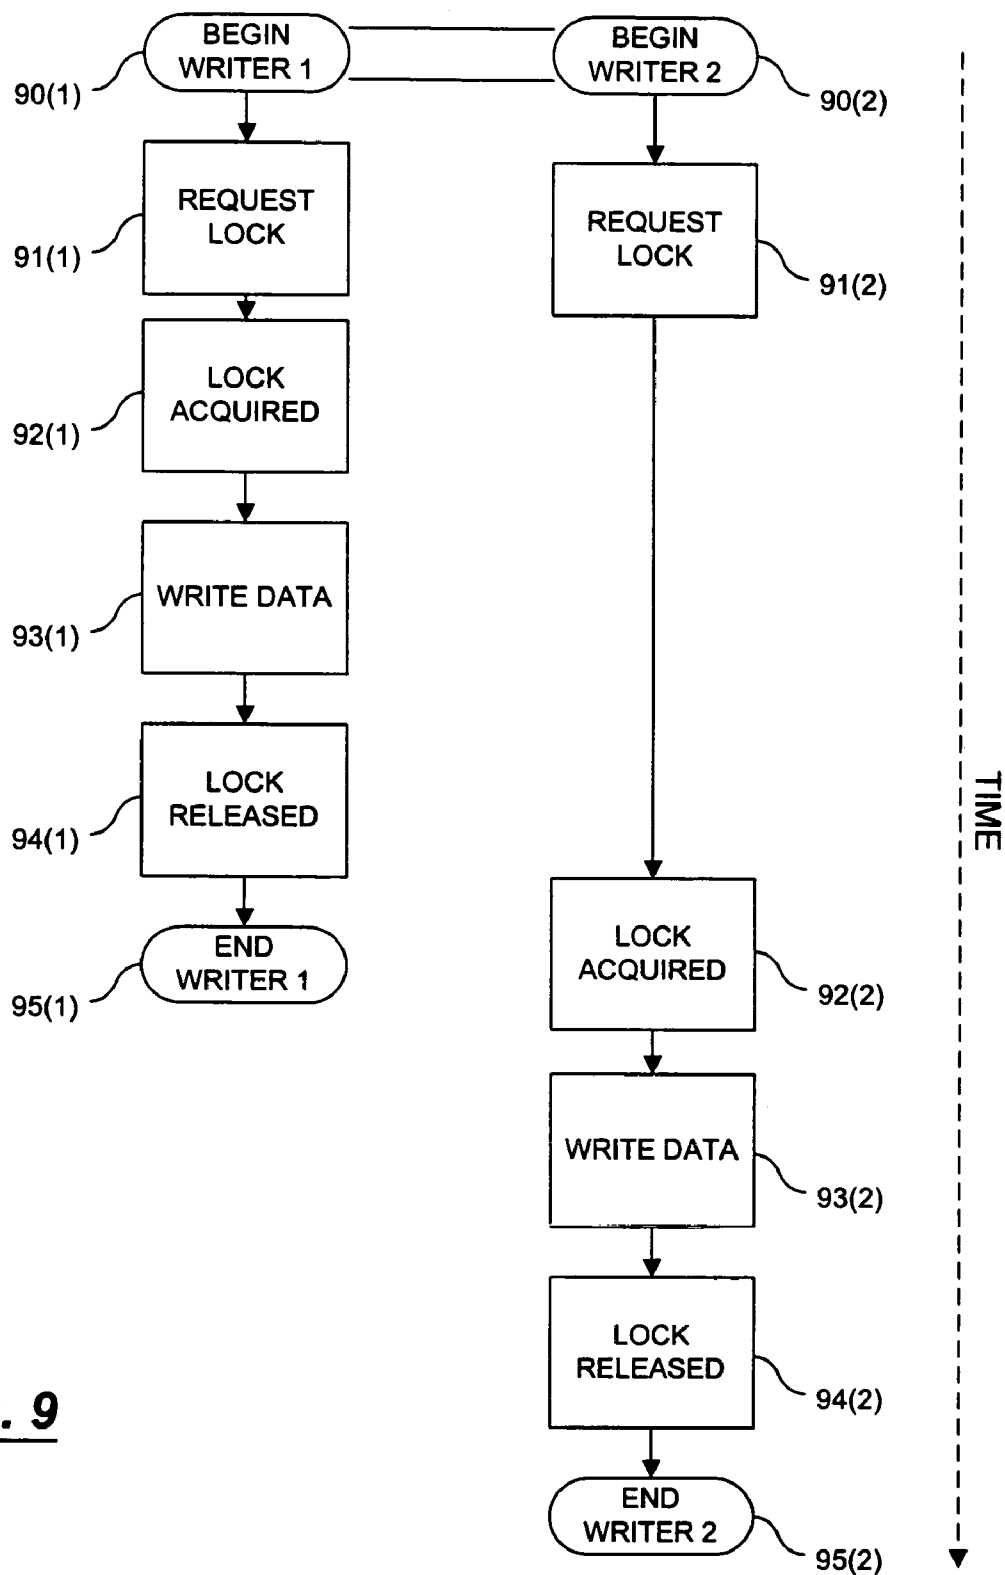 BEGIN
WRITER 1
90(1)
REQUEST
LOCK
91(1)
LOCK
ACQUIRED
92(1)
WRITE DATA
93(1)
LOCK
RELEASED
94(1)
END
WRITER 1
95(1)
BEGIN
WRITER 2
90(2)
REQUEST
LOCK
91(2)
LOCK
ACQUIRED
92(2)
WRITE DATA
93(2)
LOCK
RELEASED
94(2)
END
WRITER 2
95(2)
TIME
. 9